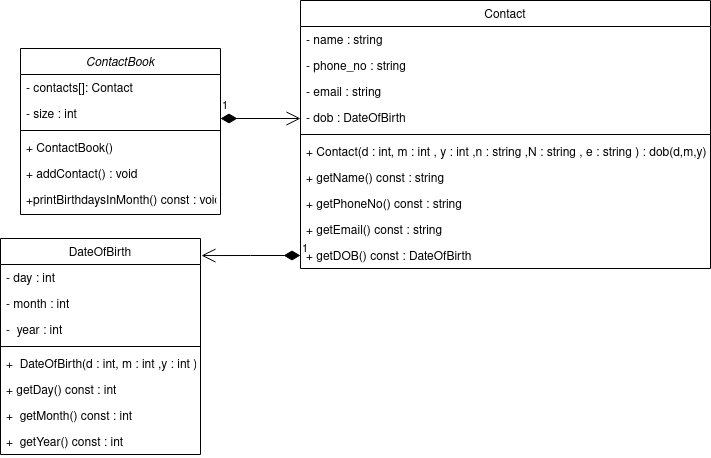 ContactBook
- contacts[]: Contact
- size : int
+ ContactBook()
+ addContact() : void
+printBirthdaysInMonth() const : void
1
Contact
- name : string
- phone_no : string
- email : string
- dob : DateOfBirth
+ Contact(d : int, m : int , y : int ,n : string ,N : string , e : string ) : dob(d,m,y)
+ getName() const : string
+ getPhoneNo() const : string
+ getEmail() const : string
+ getDOB() const : DateOfBirth
1
DateOfBirth
- day : int
- month : int
- year : int
+ DateOfBirth(d : int, m : int ,y : int )
+ getDay() const : int
+ getMonth() const : int
+ getYear() const : int